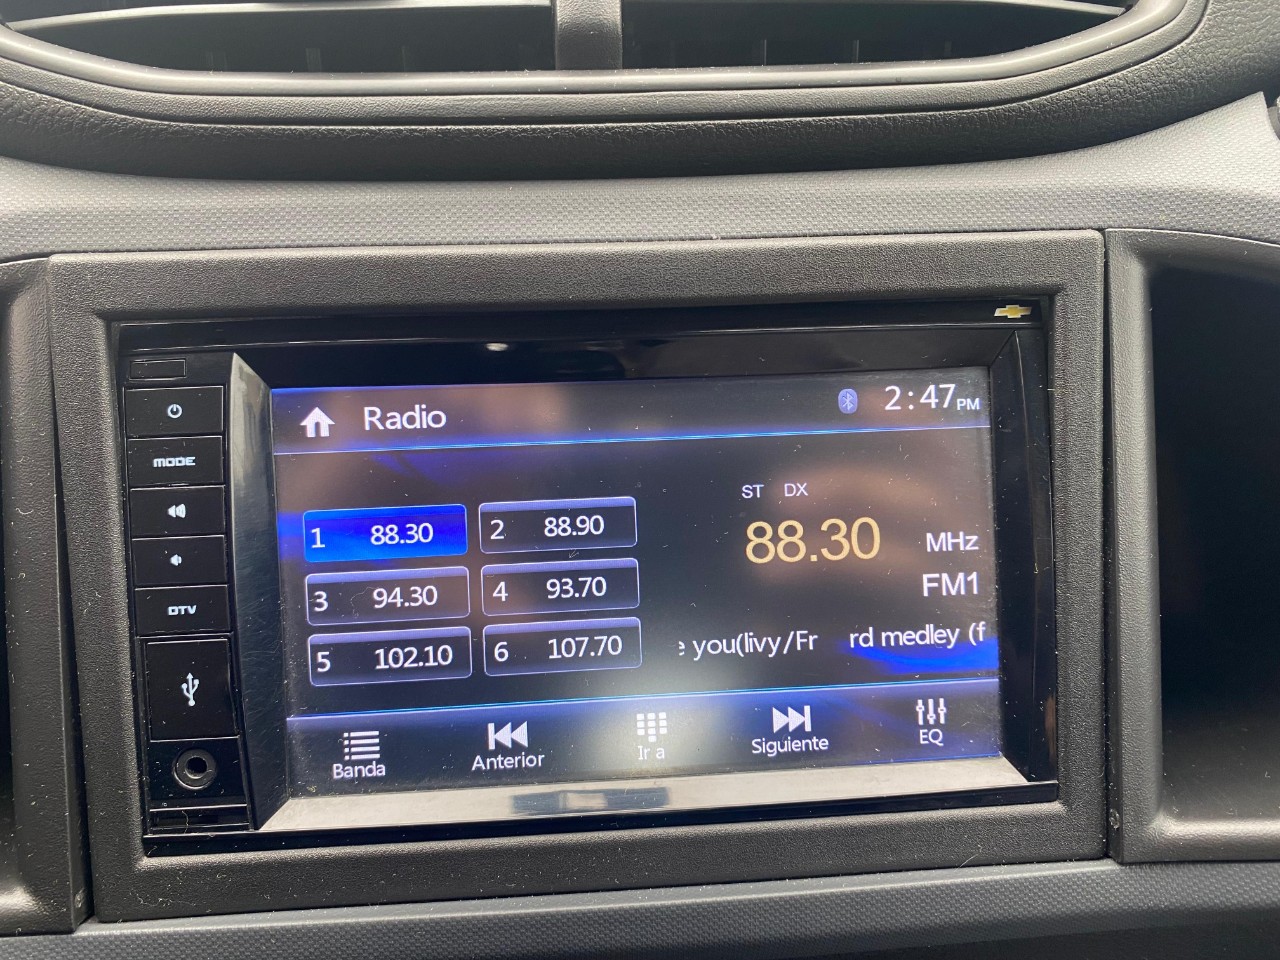 Radio
2:47 PM
MODE
DTV
1 88.30
2 88.90
3 94.30
4 93.70
5 102.10
6 107.70
ST DX
88.30 MHz
FM1
you(livy/Fr rd medley (f
Banda
Anterior
Ir a
Siguiente
EQ